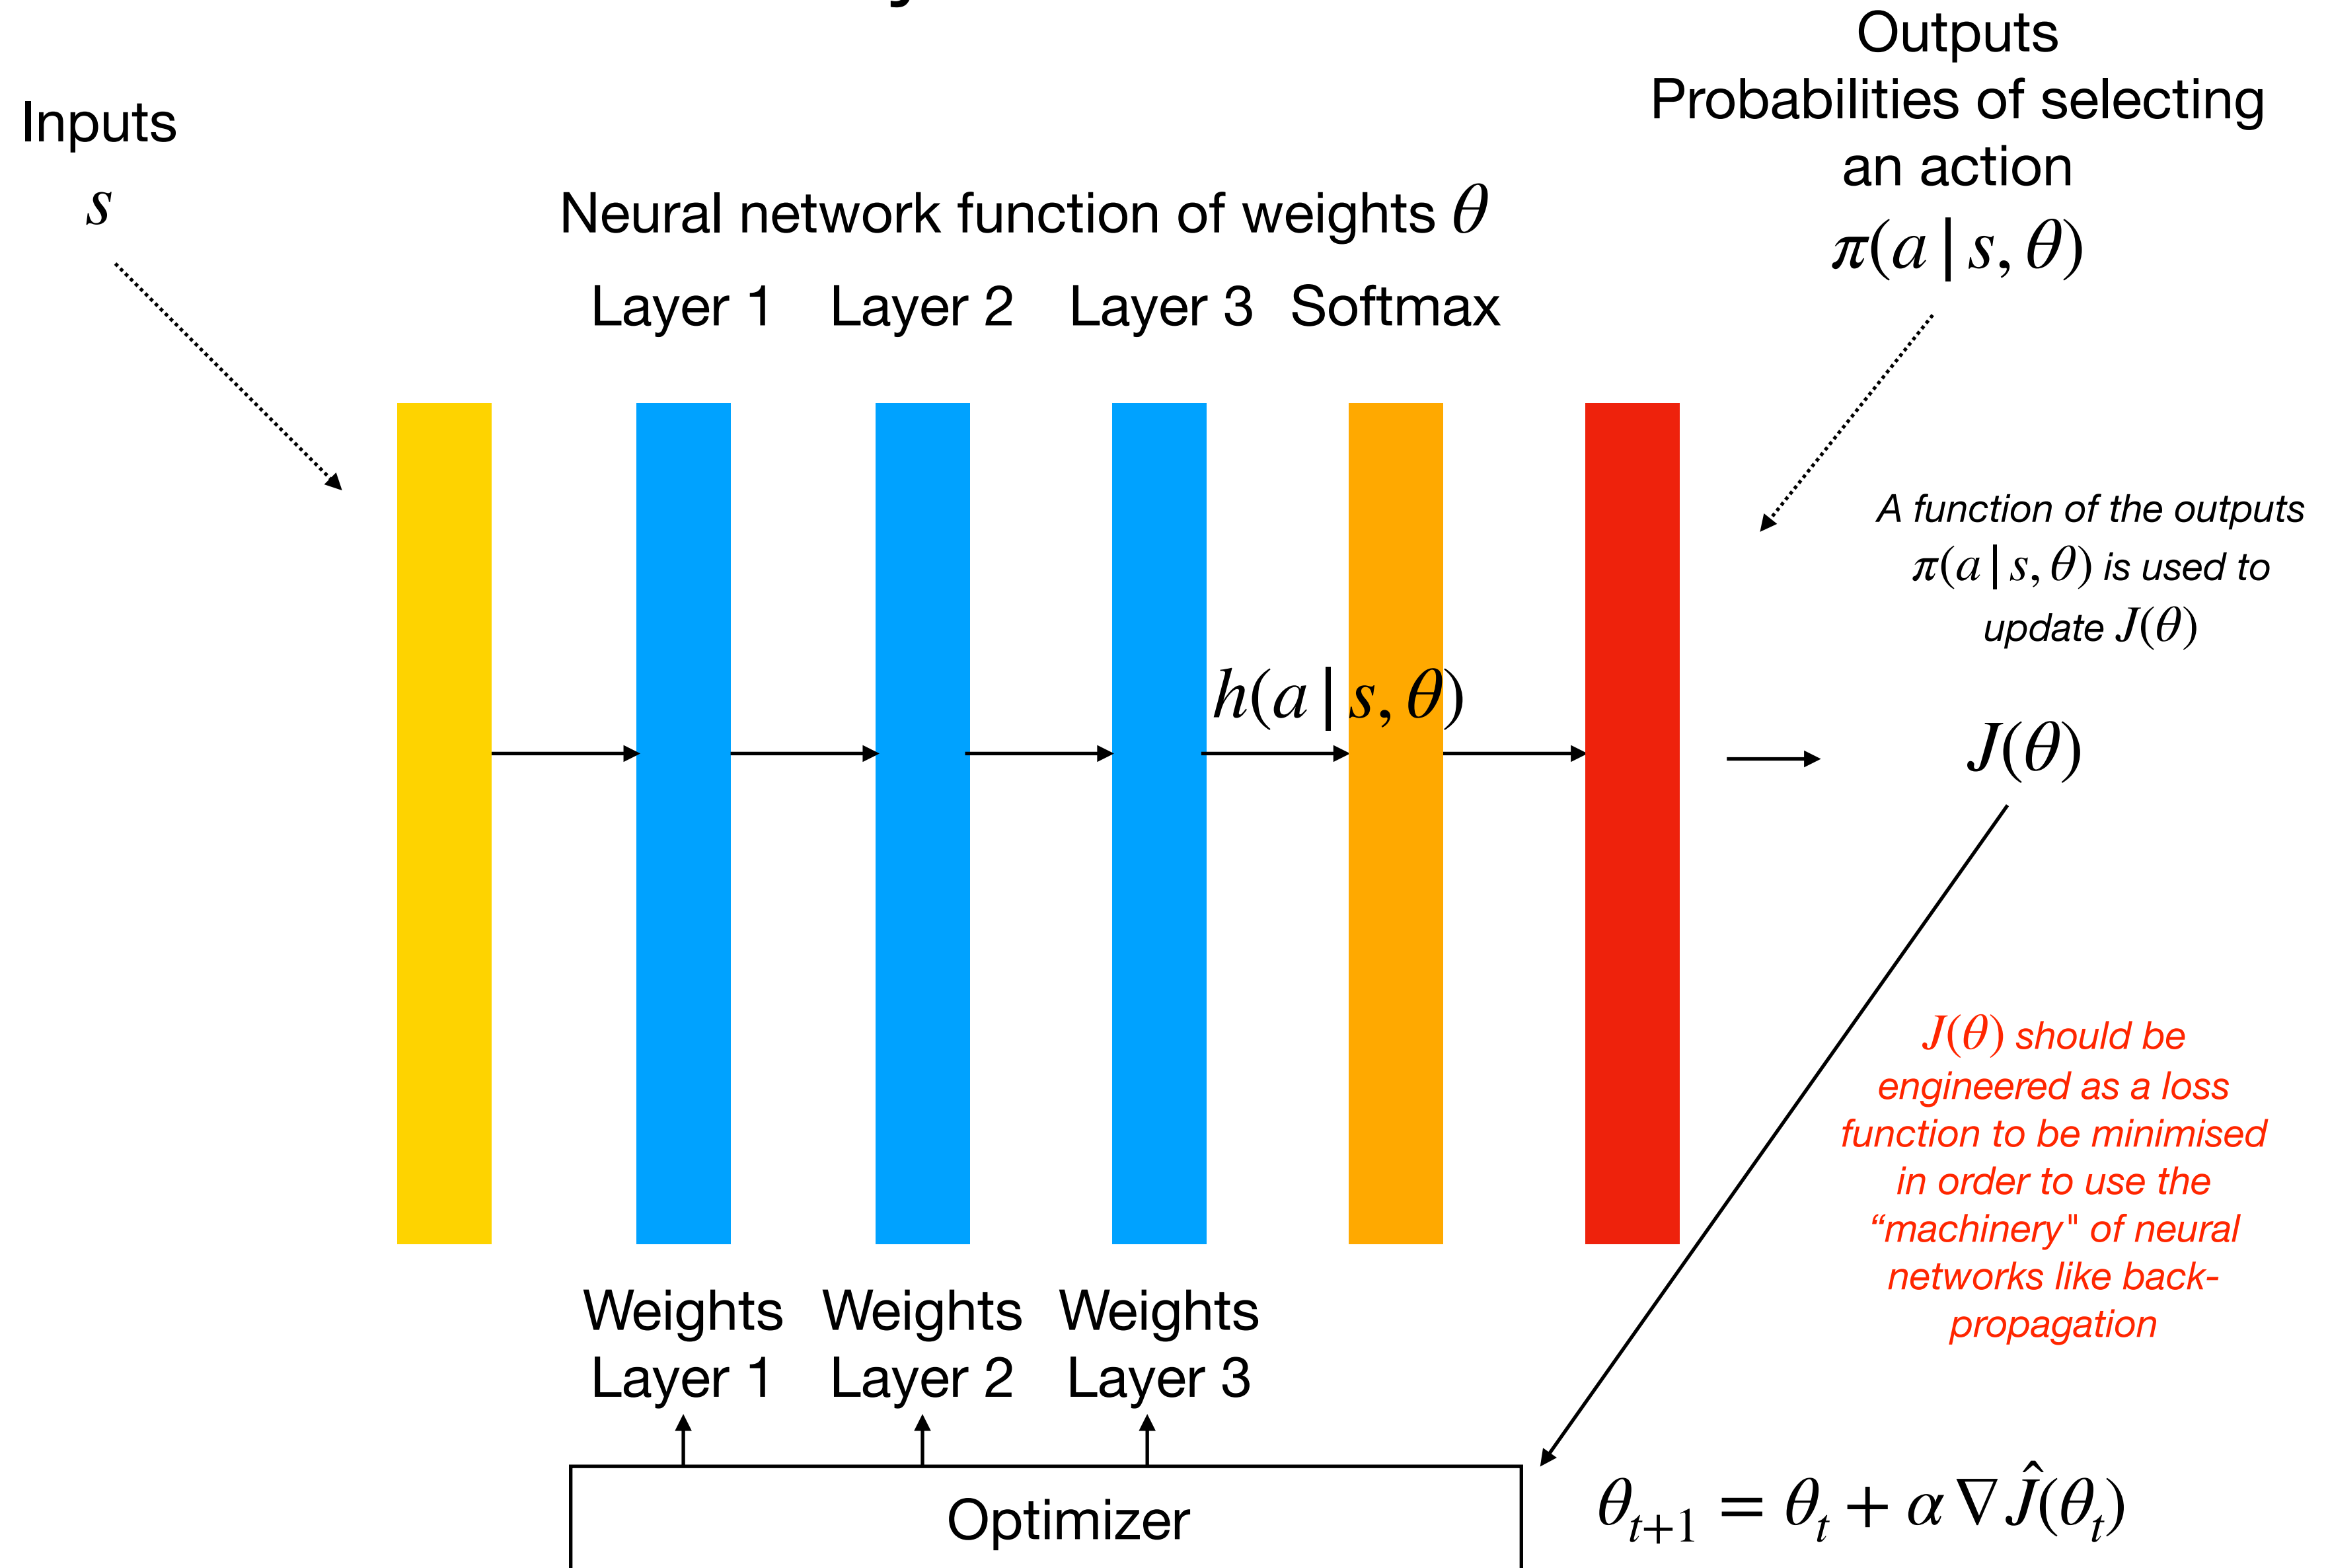 Inputs
s
Outputs
Probabilities of selecting
an action
π(a | s, θ)
Neural network function of weights θ
Layer 1 Layer 2 Layer 3 Softmax
A function of the outputs
π(a | s, θ) is used to
update J(θ)
h(a | s, θ)
J(θ)
J(θ) should be
engineered as a loss
function to be minimised
in order to use the
“machinery" of neural
networks like back-
propagation
Weights
Layer 1
Weights
Layer 2
Weights
Layer 3
Optimizer
θ_{t+1} = θ_t + α ∇Ĵ(θ_t)